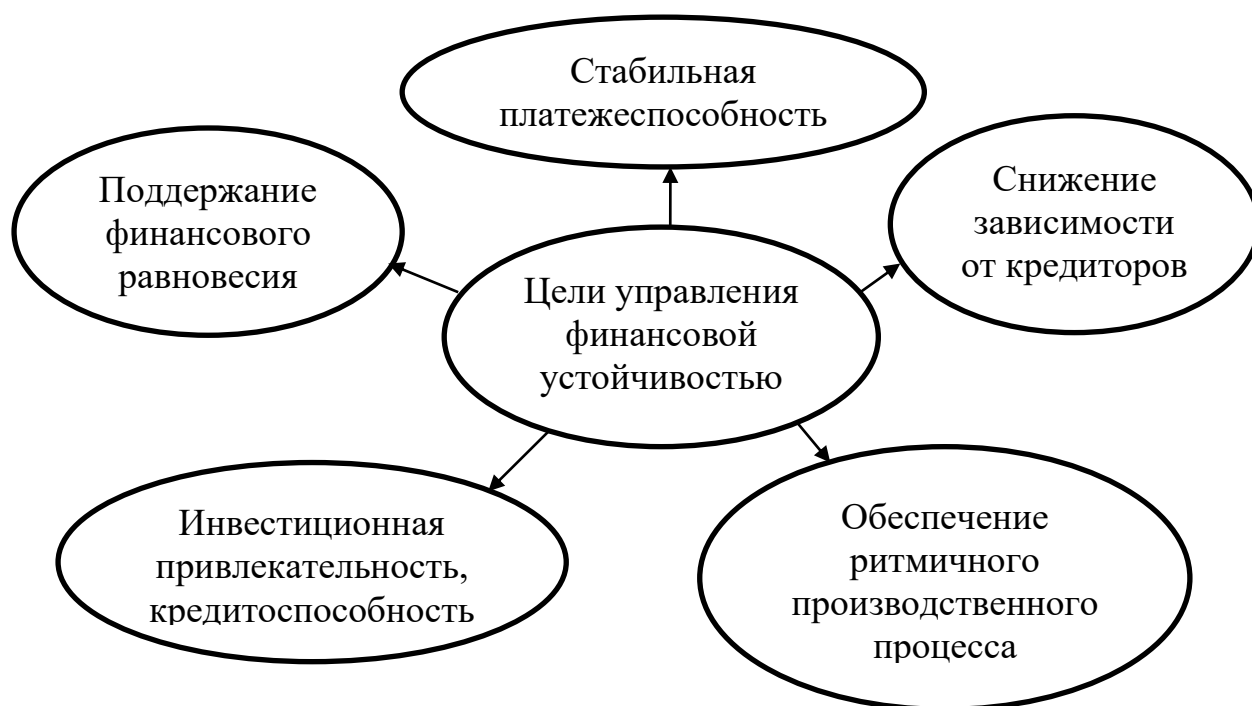 Стабильная
платежеспособность
Поддержание
финансового
равновесия
Снижение
зависимости
от кредиторов
Цели управления
финансовой
устойчивостью
Инвестиционная
привлекательность,
кредитоспособность
Обеспечение
ритмичного
производственного
процесса